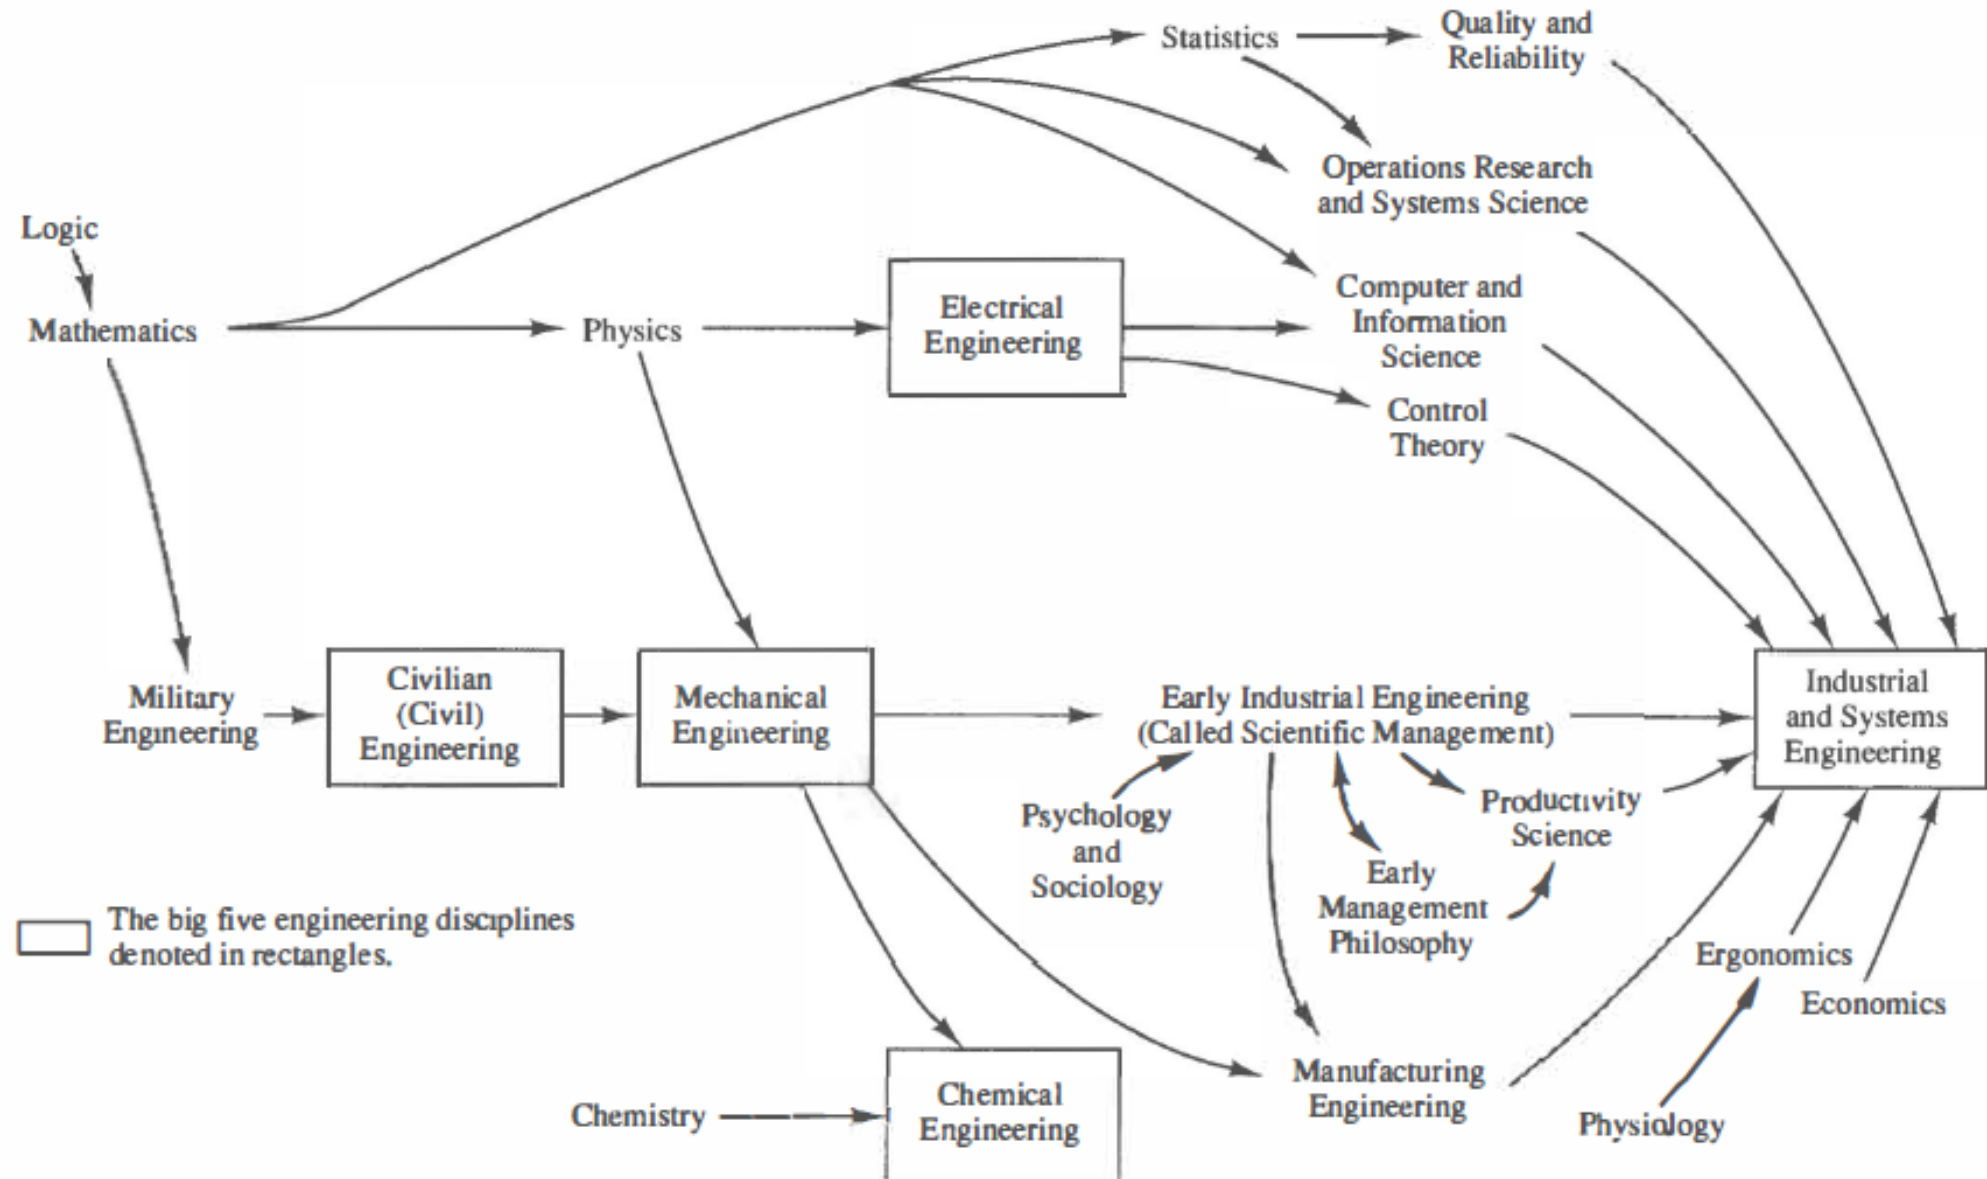 Statistics
Quality and
Reliability
Operations Research
and Systems Science
Logic
Mathematics
Physics
Electrical
Engineering
Computer and
Information
Science
Control
Theory
Military
Engineering
Civilian
(Civil)
Engineering
Mechanical
Engineering
Early Industrial Engineering
(Called Scientific Management)
Industrial
and Systems
Engineering
Psychology
and
Sociology
Productivity
Science
Early
Management
Philosophy
The big five engineering disciplines
denoted in rectangles.
Ergonomics
Economics
Chemistry
Chemical
Engineering
Manufacturing
Engineering
Physiology